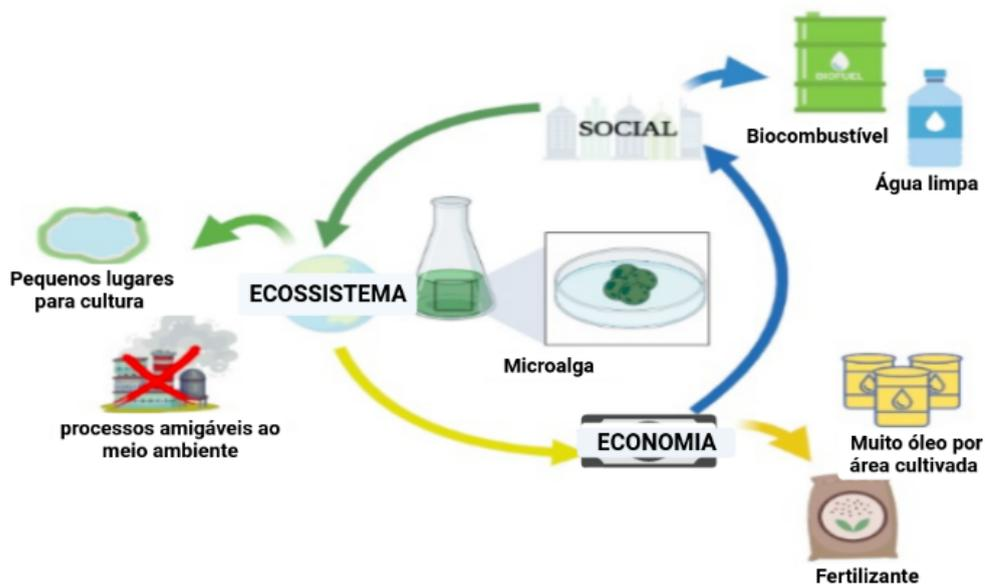 BIOFUEL
SOCIAL
Biocombustível
Água limpa
Pequenos lugares
para cultura
ECOSSISTEMA
Microalga
processos amigáveis ao
meio ambiente
ECONOMIA
Muito óleo por
área cultivada
Fertilizante